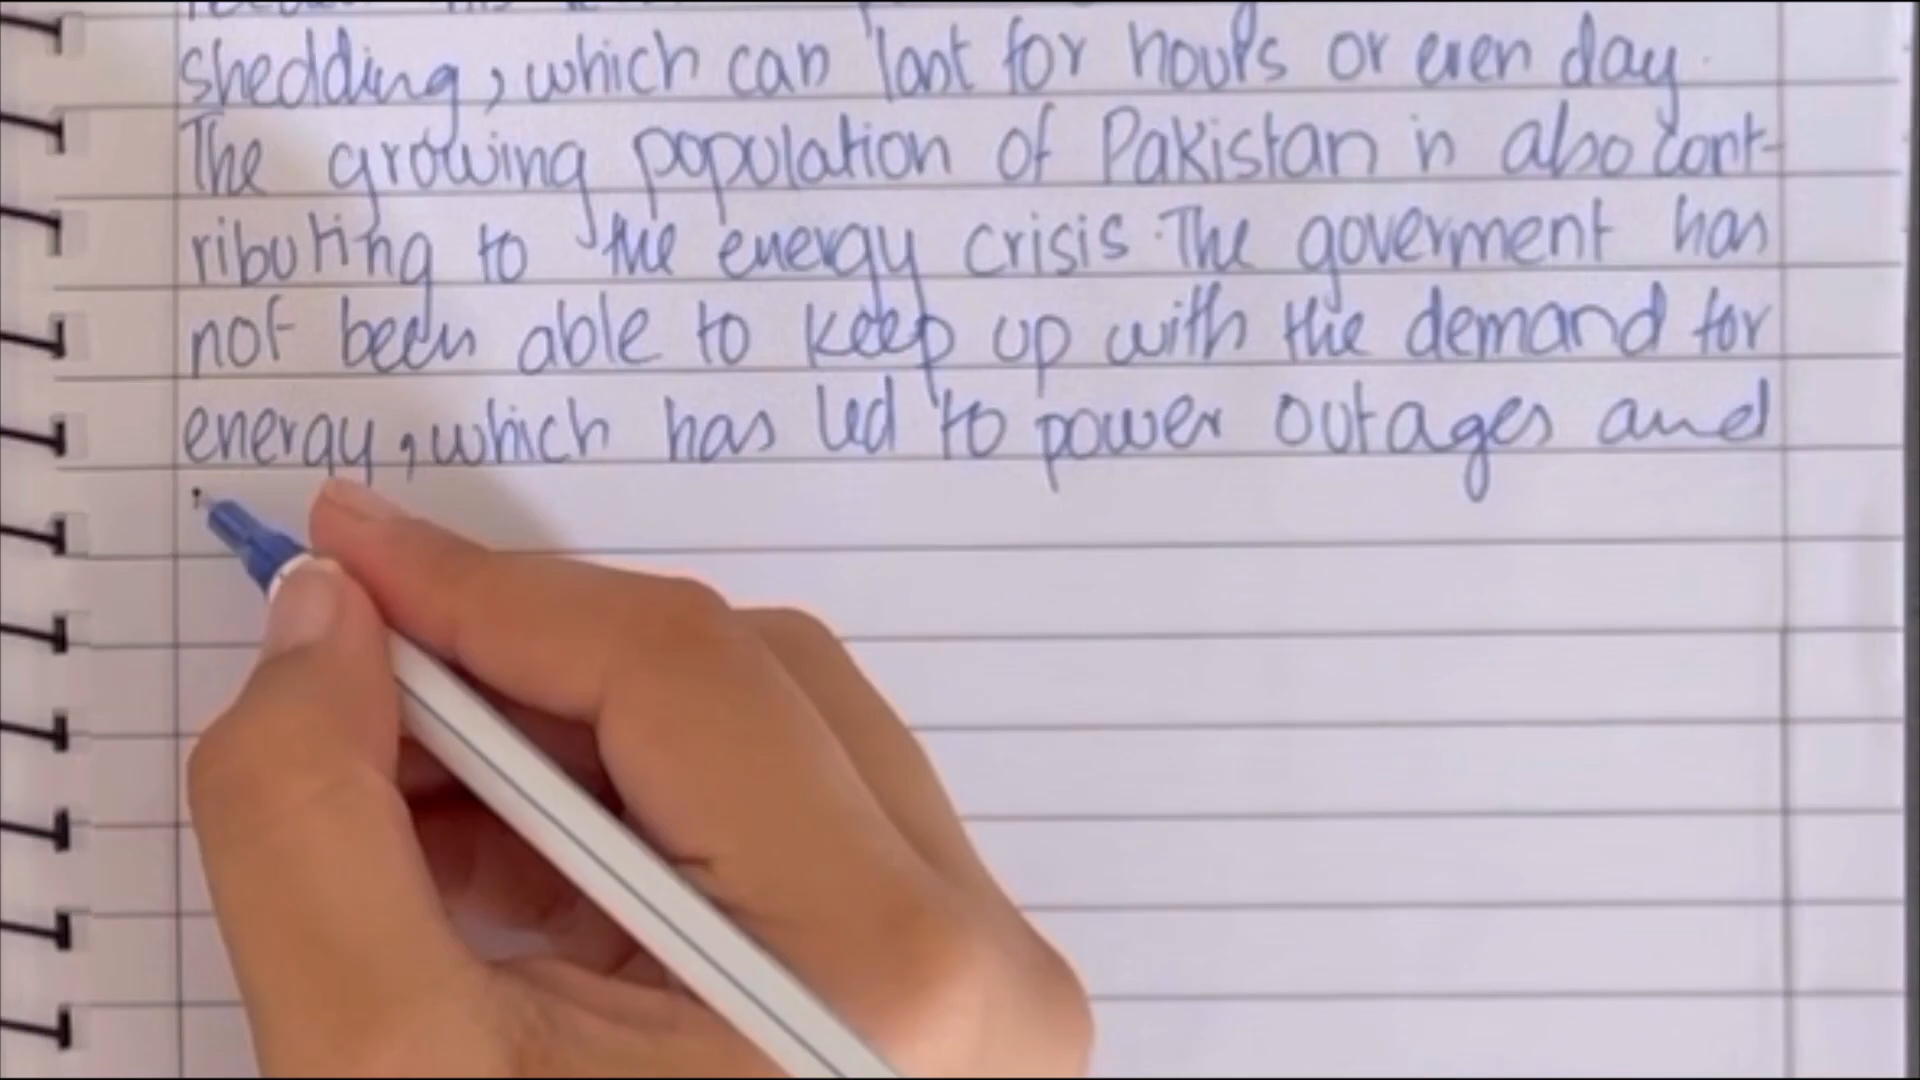 shedding, which can last for hours or even day.
The growing population of Pakistan is also cont-
ributing to the energy crisis. The goverment has
not been able to keep up with the demand for
energy, which has led to power outages and